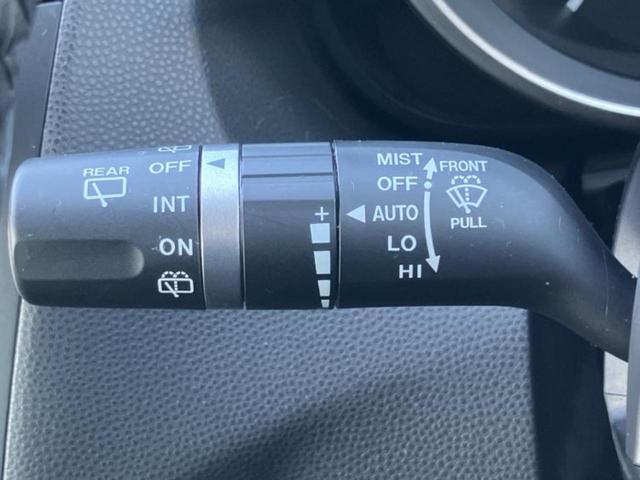 REAR
OFF
INT
ON
+
MIST
OFF
AUTO
LO
HI
FRONT
PULL